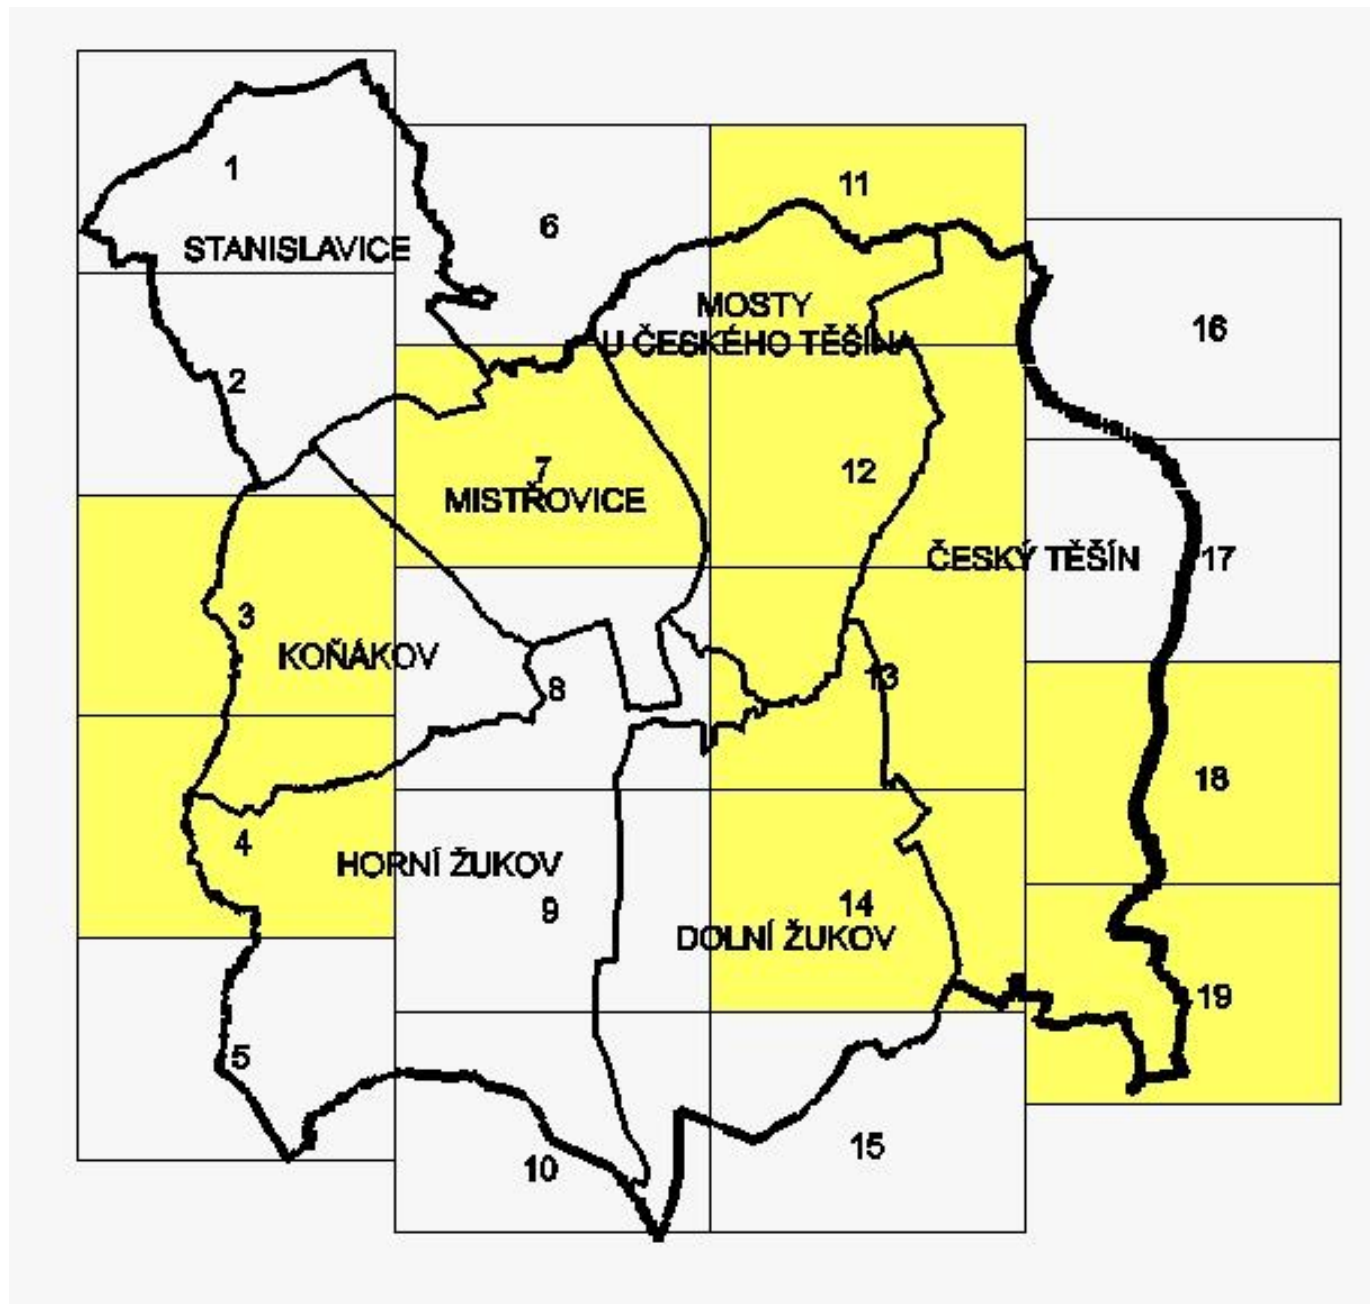 1
STANISLAVICE
6
11
MOSTY
U ČESKÉHO TĚŠÍNA
16
2
7
MISTŘOVICE
12
ČESKÝ TĚŠÍN
17
3
KOŇÁKOV
8
13
18
4
HORNÍ ŽUKOV
9
14
DOLNÍ ŽUKOV
19
5
10
15